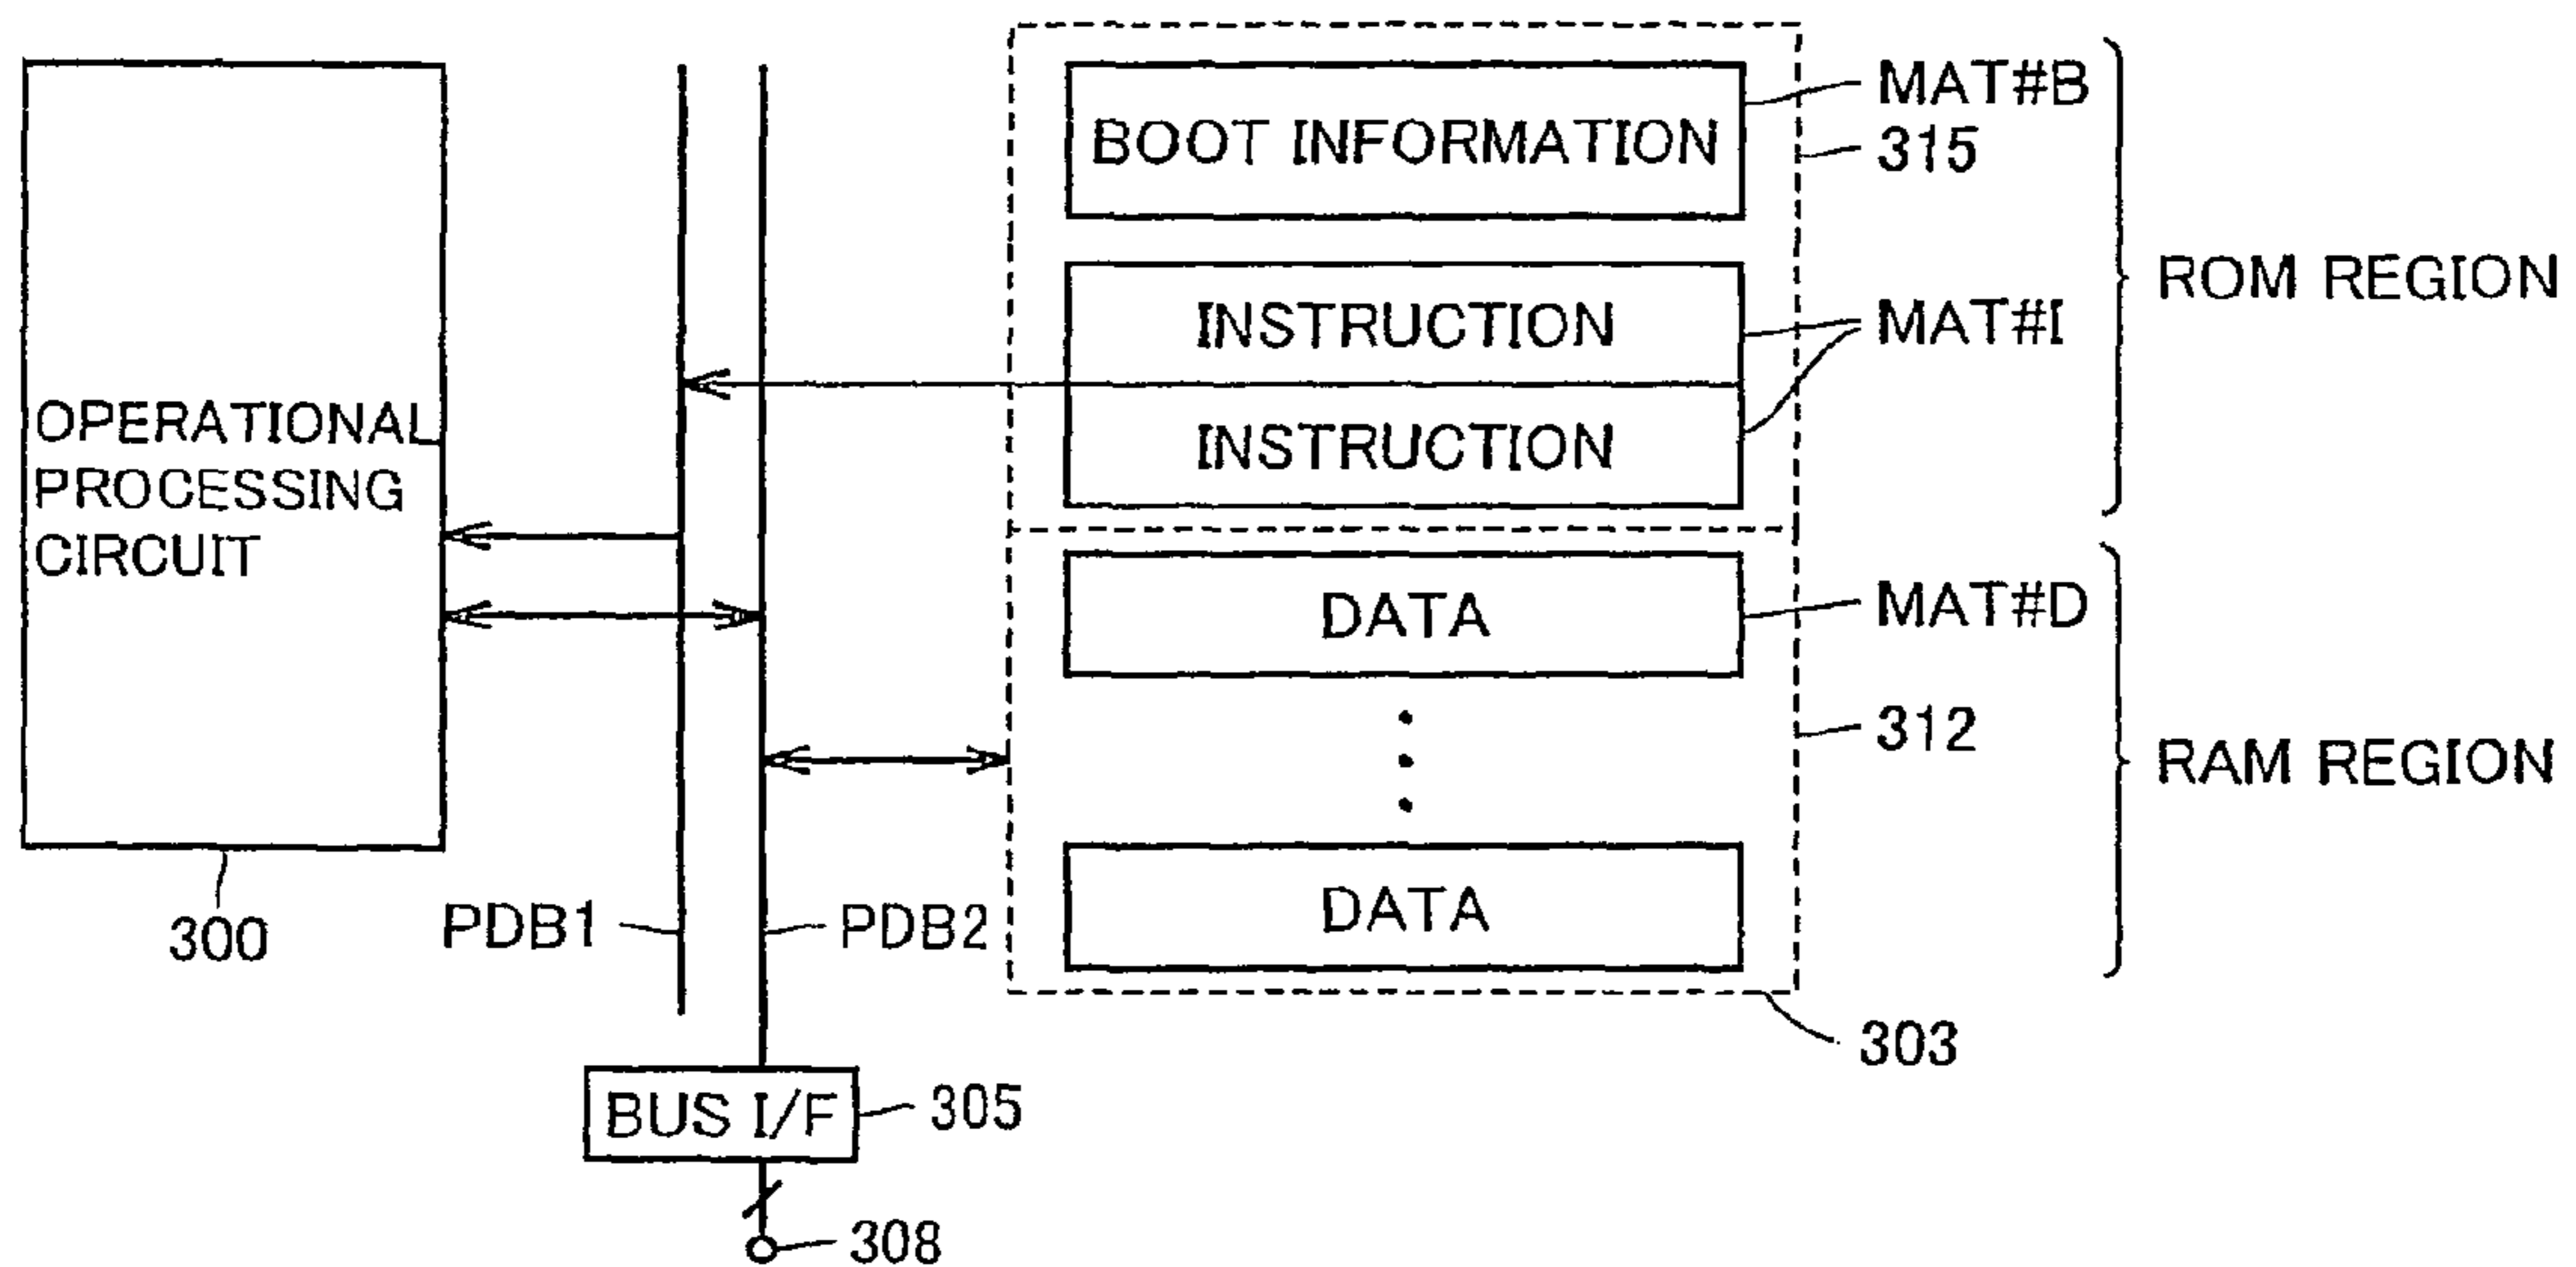 MAT#B
BOOT INFORMATION
315
ROM REGION
INSTRUCTION
MAT#I
INSTRUCTION
OPERATIONAL
PROCESSING
CIRCUIT
DATA
MAT#D
312
RAM REGION
DATA
300
PDB1
PDB2
303
BUS I/F
305
308